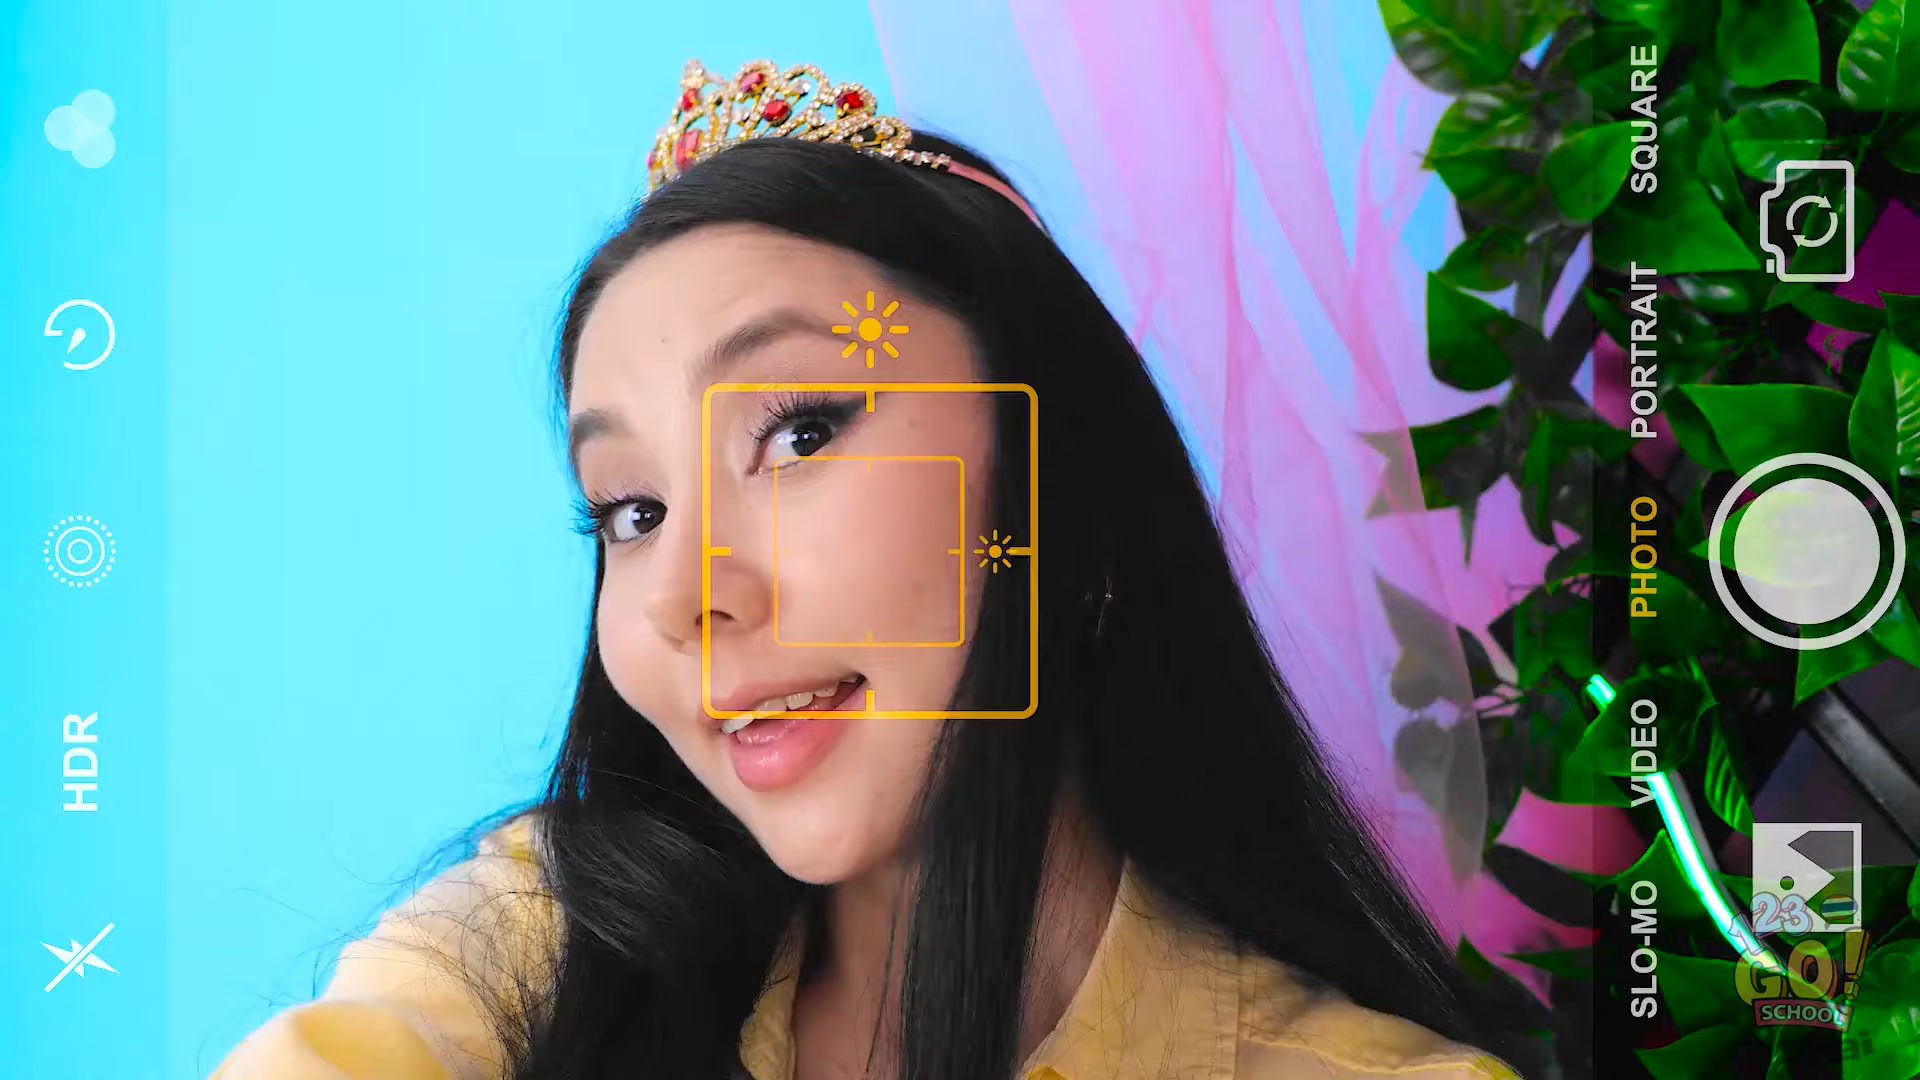 HDR
SQUARE
PORTRAIT
PHOTO
VIDEO
SLO-MO
123
GO!
SCHOOL